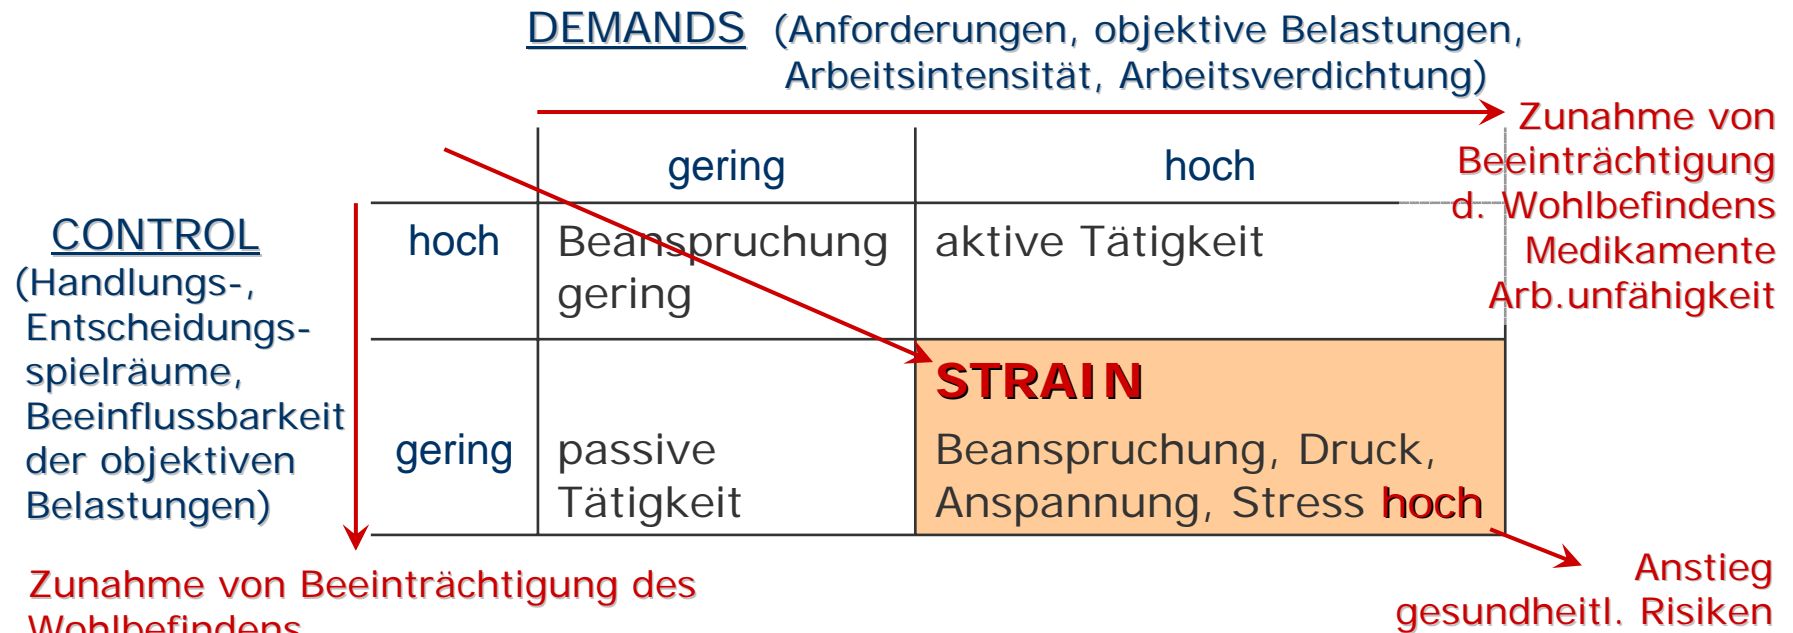 DEMANDS (Anforderungen, objektive Belastungen,
Arbeitsintensität, Arbeitsverdichtung)
Zunahme von
Beeinträchtigung
d. Wohlbefindens
Medikamente
Arb.unfähigkeit
gering
hoch
CONTROL
(Handlungs-,
Entscheidungs-
spielräume,
Beeinflussbarkeit
der objektiven
Belastungen)
hoch
Beanspruchung
gering
aktive Tätigkeit
gering
passive
Tätigkeit
STRAIN
Beanspruchung, Druck,
Anspannung, Stress hoch
Zunahme von Beeinträchtigung des
Wohlbefindens
Anstieg
gesundheitl. Risiken